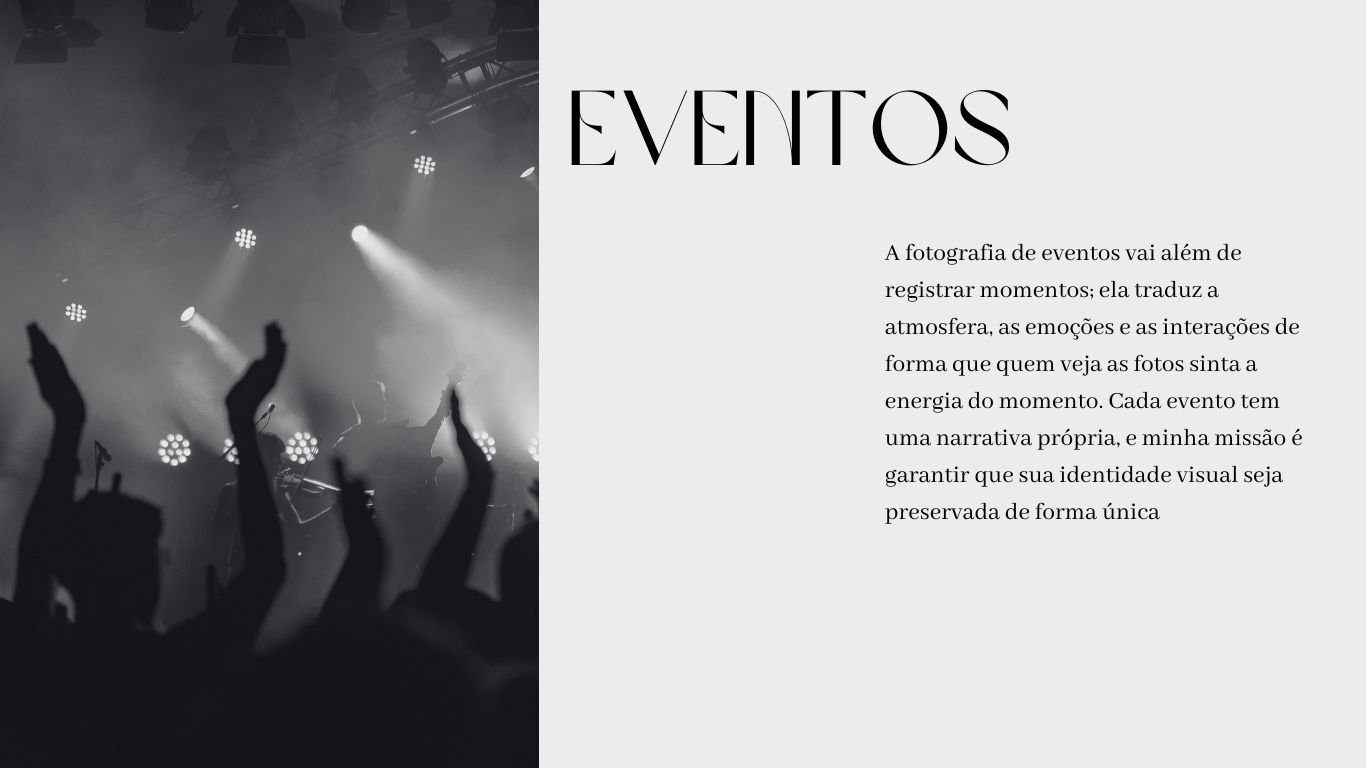 EVENTOS
A fotografia de eventos vai além de
registrar momentos; ela traduz a
atmosfera, as emoções e as interações de
forma que quem veja as fotos sinta a
energia do momento. Cada evento tem
uma narrativa própria, e minha missão é
garantir que sua identidade visual seja
preservada de forma única